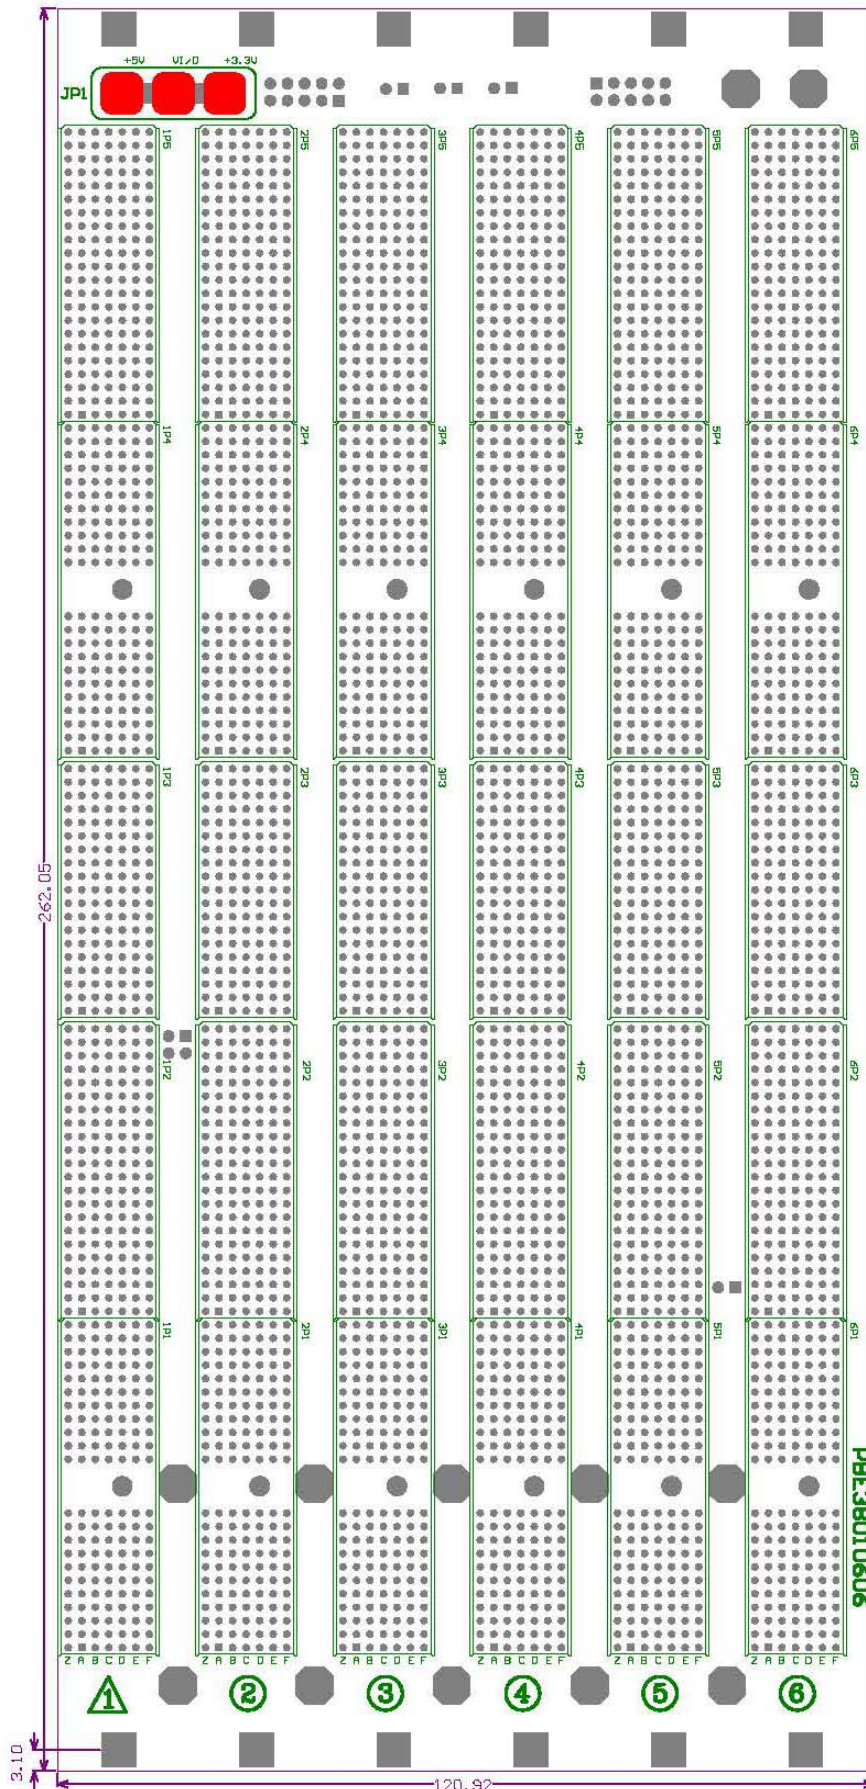 +5V VI/O +3.3V
JP1
1P5 2P5 3P5 4P5 5P5 6P5
1P4 2P4 3P4 4P4 5P4 6P4
1P3 2P3 3P3 4P3 5P3 6P3
262.05
1P2 2P2 3P2 4P2 5P2 6P2
1P1 2P1 3P1 4P1 5P1 6P1
PBE38010606
Z A B C D E F Z A B C D E F Z A B C D E F Z A B C D E F Z A B C D E F Z A B C D E F
1 2 3 4 5 6
3.10
120.92